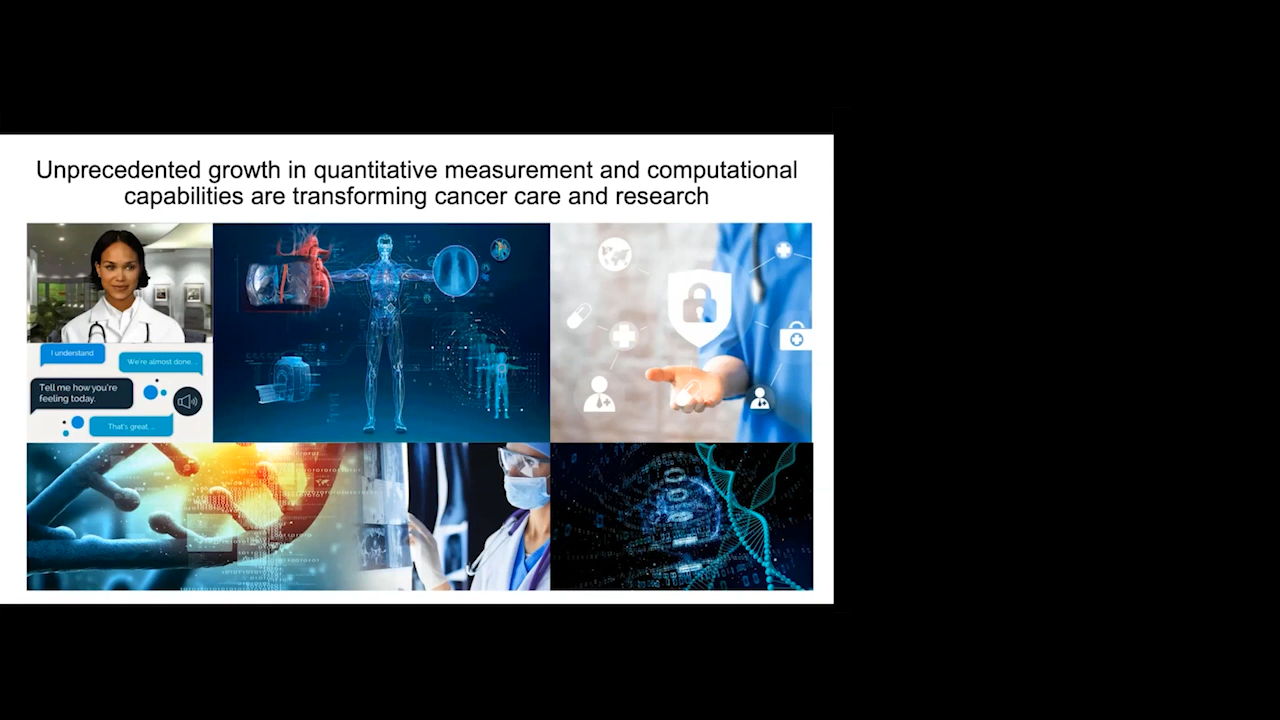 Unprecedented growth in quantitative measurement and computational
capabilities are transforming cancer care and research
I understand
We're almost done.
Tell me how you're
feeling today.
That's great, ...